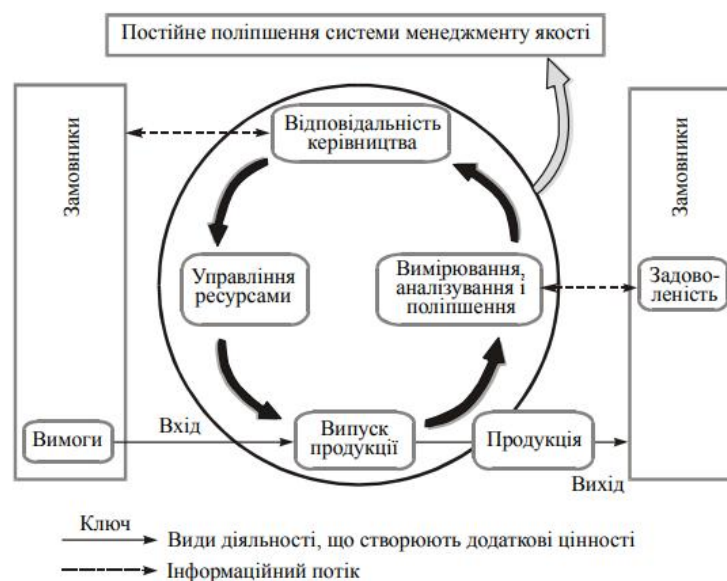 Постійне поліпшення системи менеджменту якості
Замовники
Замовники
Відповідальність
керівництва
Управління
ресурсами
Вимірювання,
аналізування і
поліпшення
Задово-
леність
Вимоги
Вхід
Випуск
продукції
Продукція
Вихід
Ключ
Види діяльності, що створюють додаткові цінності
Інформаційний потік